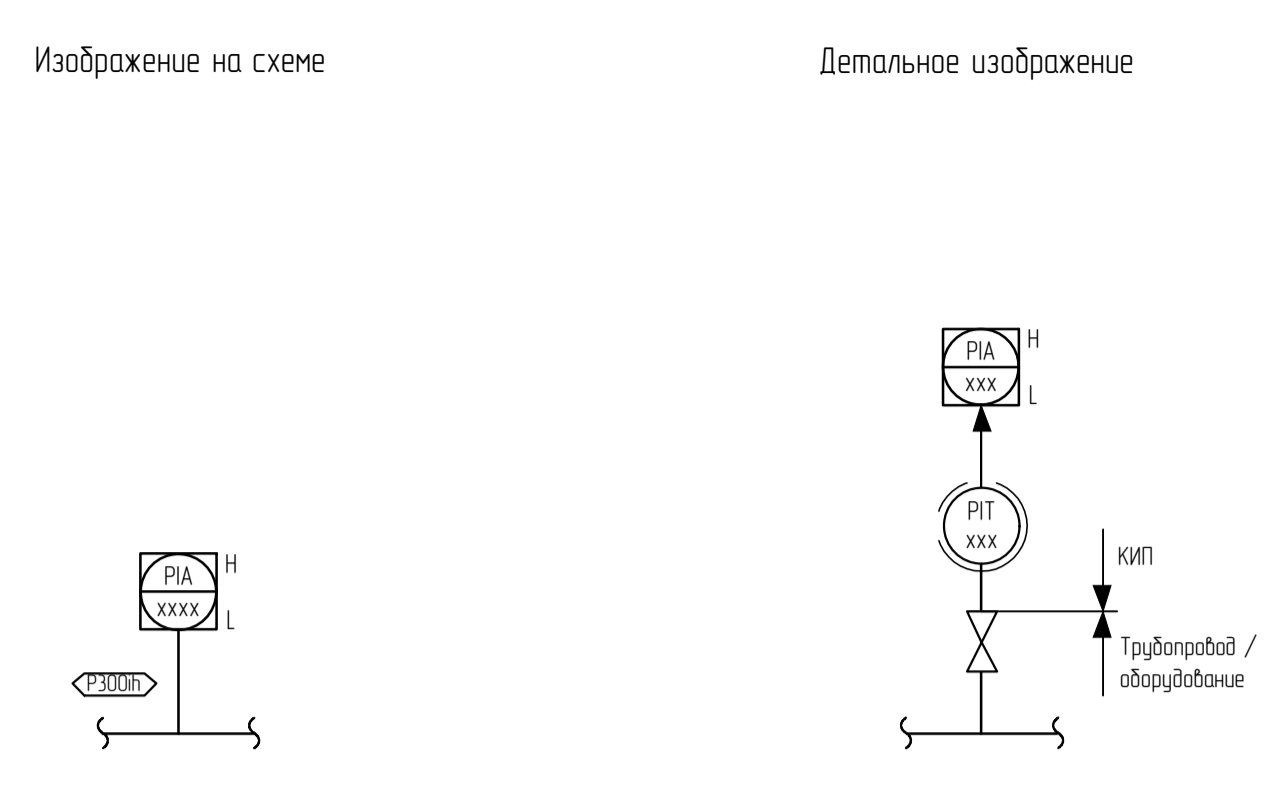 Изображение на схеме
Детальное изображение
PIA
xxx
H
L
PIT
xxx
КИП
Трубопровод /
оборудование
PIA
xxxx
H
L
P300ih